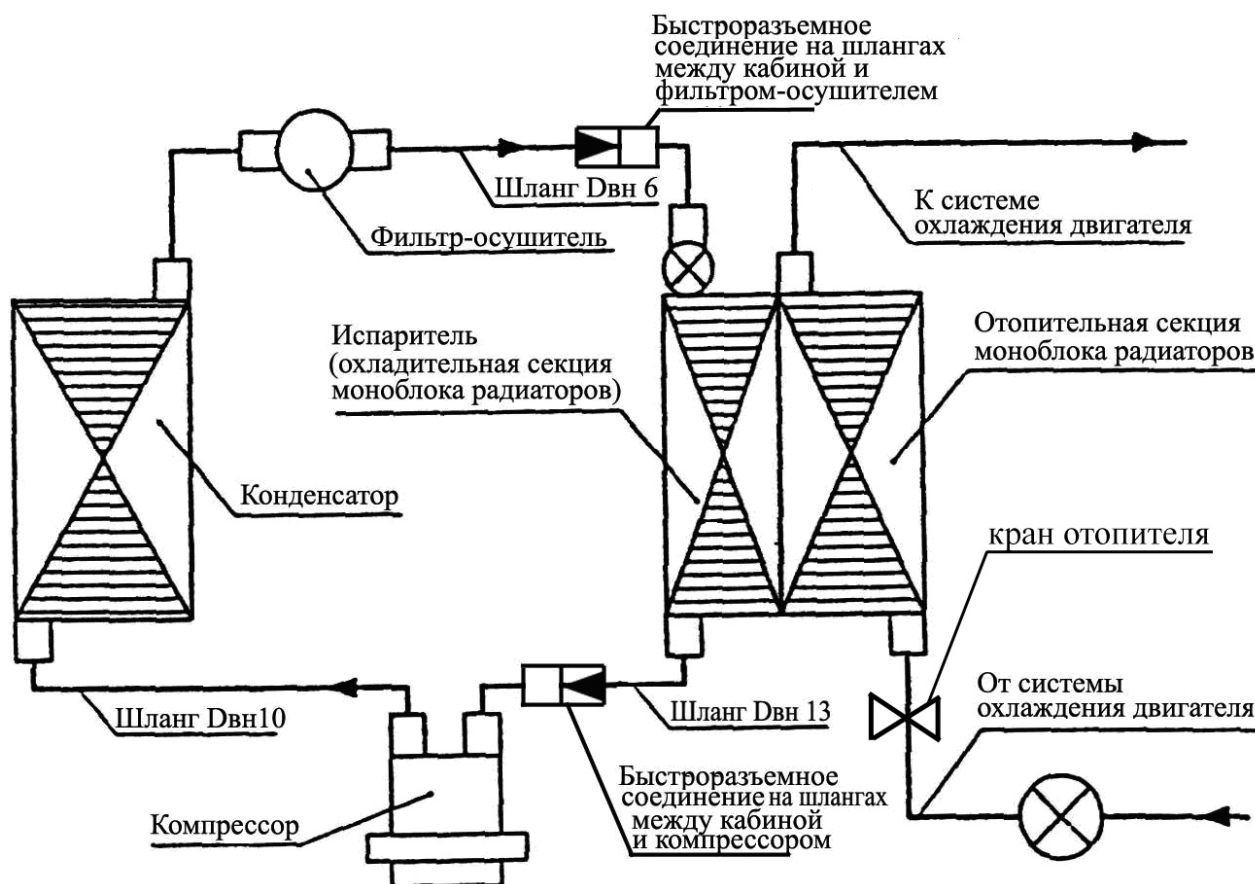 Быстроразъемное
соединение на шлангах
между кабиной и
фильтром-осушителем
Шланг Dвн 6
Фильтр-осушитель
К системе
охлаждения двигателя
Испаритель
(охладительная секция
моноблока радиаторов)
Отопительная секция
моноблока радиаторов
Конденсатор
кран отопителя
Шланг Dвн10
Шланг Dвн 13
От системы
охлаждения двигателя
Компрессор
Быстроразъемное
соединение на шлангах
между кабиной
и компрессором